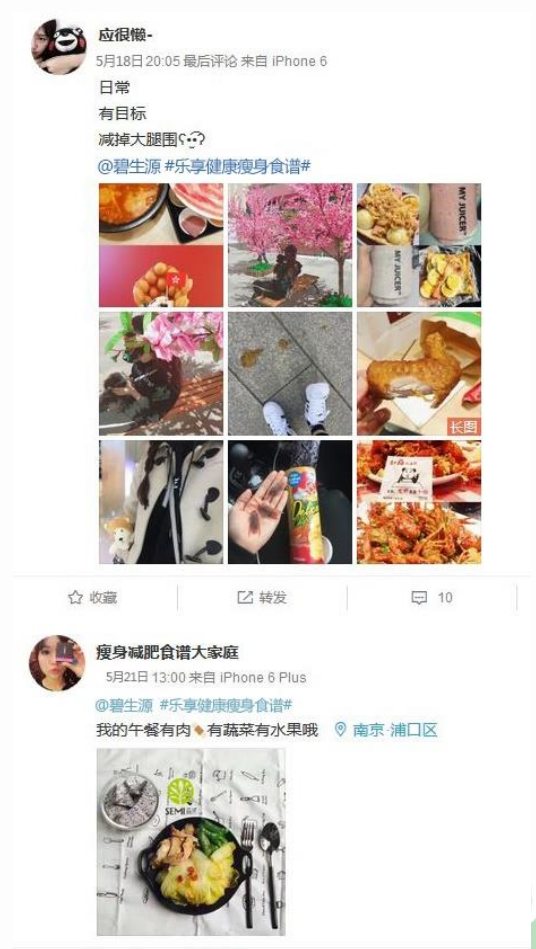 应很懒-
5月18日 20:05 最后评论 来自 iPhone 6
日常
有目标
减掉大腿围
@碧生源 #乐享健康瘦身食谱#
MY JUICER
MY JUICER
长图
收藏
转发
10
瘦身减肥食谱大家庭
5月21日 13:00 来自 iPhone 6 Plus
@碧生源 #乐享健康瘦身食谱#
我的午餐有肉有蔬菜有水果哦 南京·浦口区
SEMI